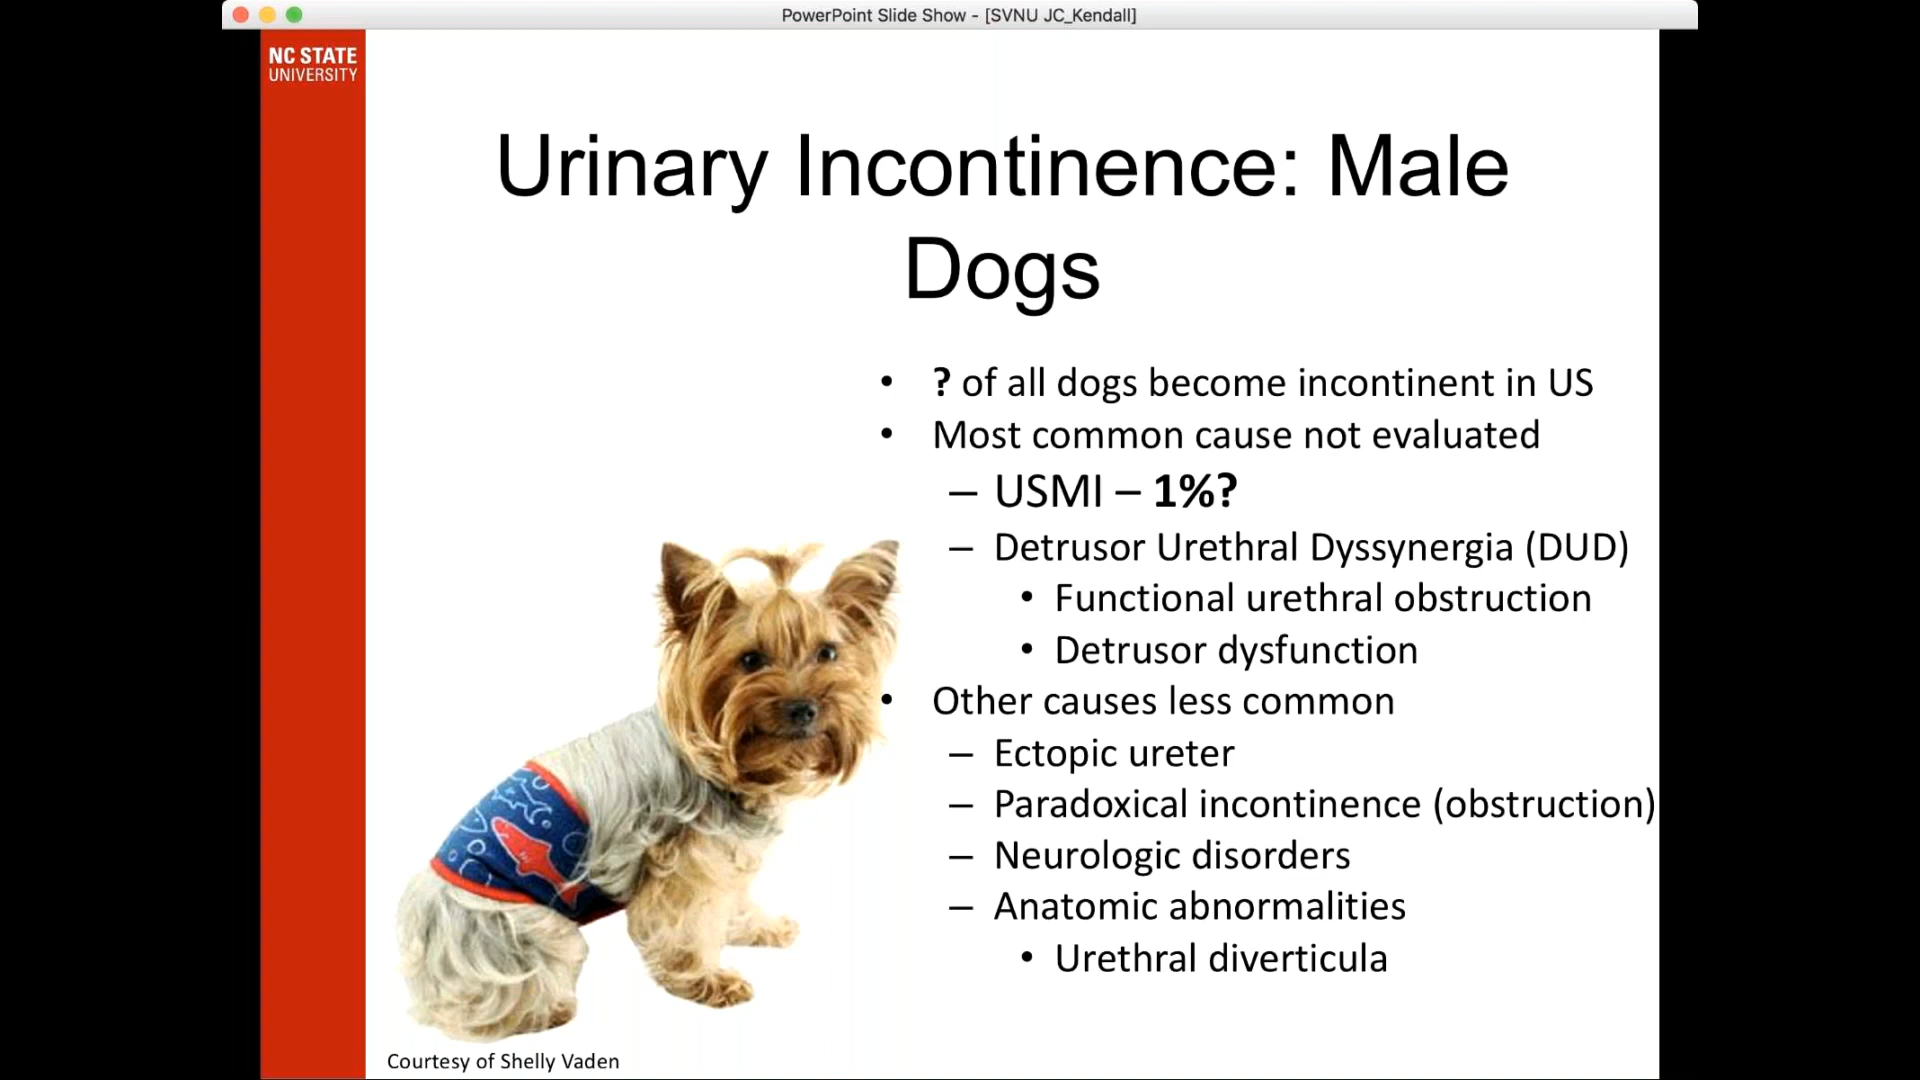 PowerPoint Slide Show - [SVNU JC_Kendall]
NC STATE
UNIVERSITY
Urinary Incontinence: Male
Dogs
• ? of all dogs become incontinent in US
• Most common cause not evaluated
– USMI – 1%?
– Detrusor Urethral Dyssynergia (DUD)
• Functional urethral obstruction
• Detrusor dysfunction
• Other causes less common
– Ectopic ureter
– Paradoxical incontinence (obstruction)
– Neurologic disorders
– Anatomic abnormalities
• Urethral diverticula
Courtesy of Shelly Vaden